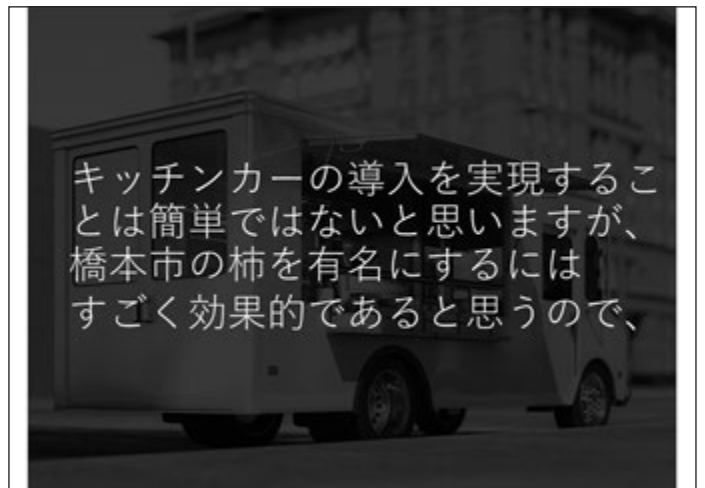 キッチンカーの導入を実現するこ
とは簡単ではないと思いますが、
橋本市の柿を有名にするには
すごく効果的であると思うので、